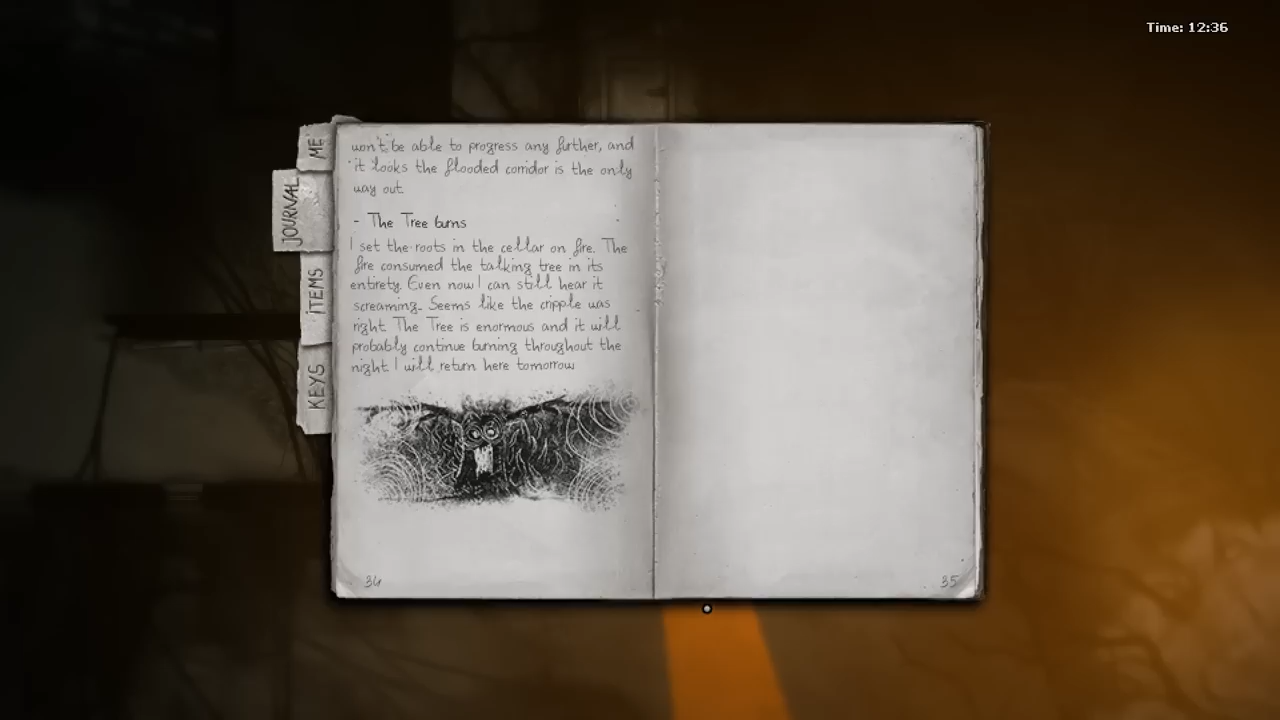 Time: 12:36
ME
JOURNAL
ITEMS
KEYS
won't be able to progress any further, and
it looks the flooded corridor is the only
way out
- The Tree burns
I set the roots in the cellar on fire. The
fire consumed the talking tree in its
entirety. Even now I can still hear it
screaming. Seems like the cripple was
right. The Tree is enormous and it will
probably continue burning throughout the
night. I will return here tomorrow
34
35